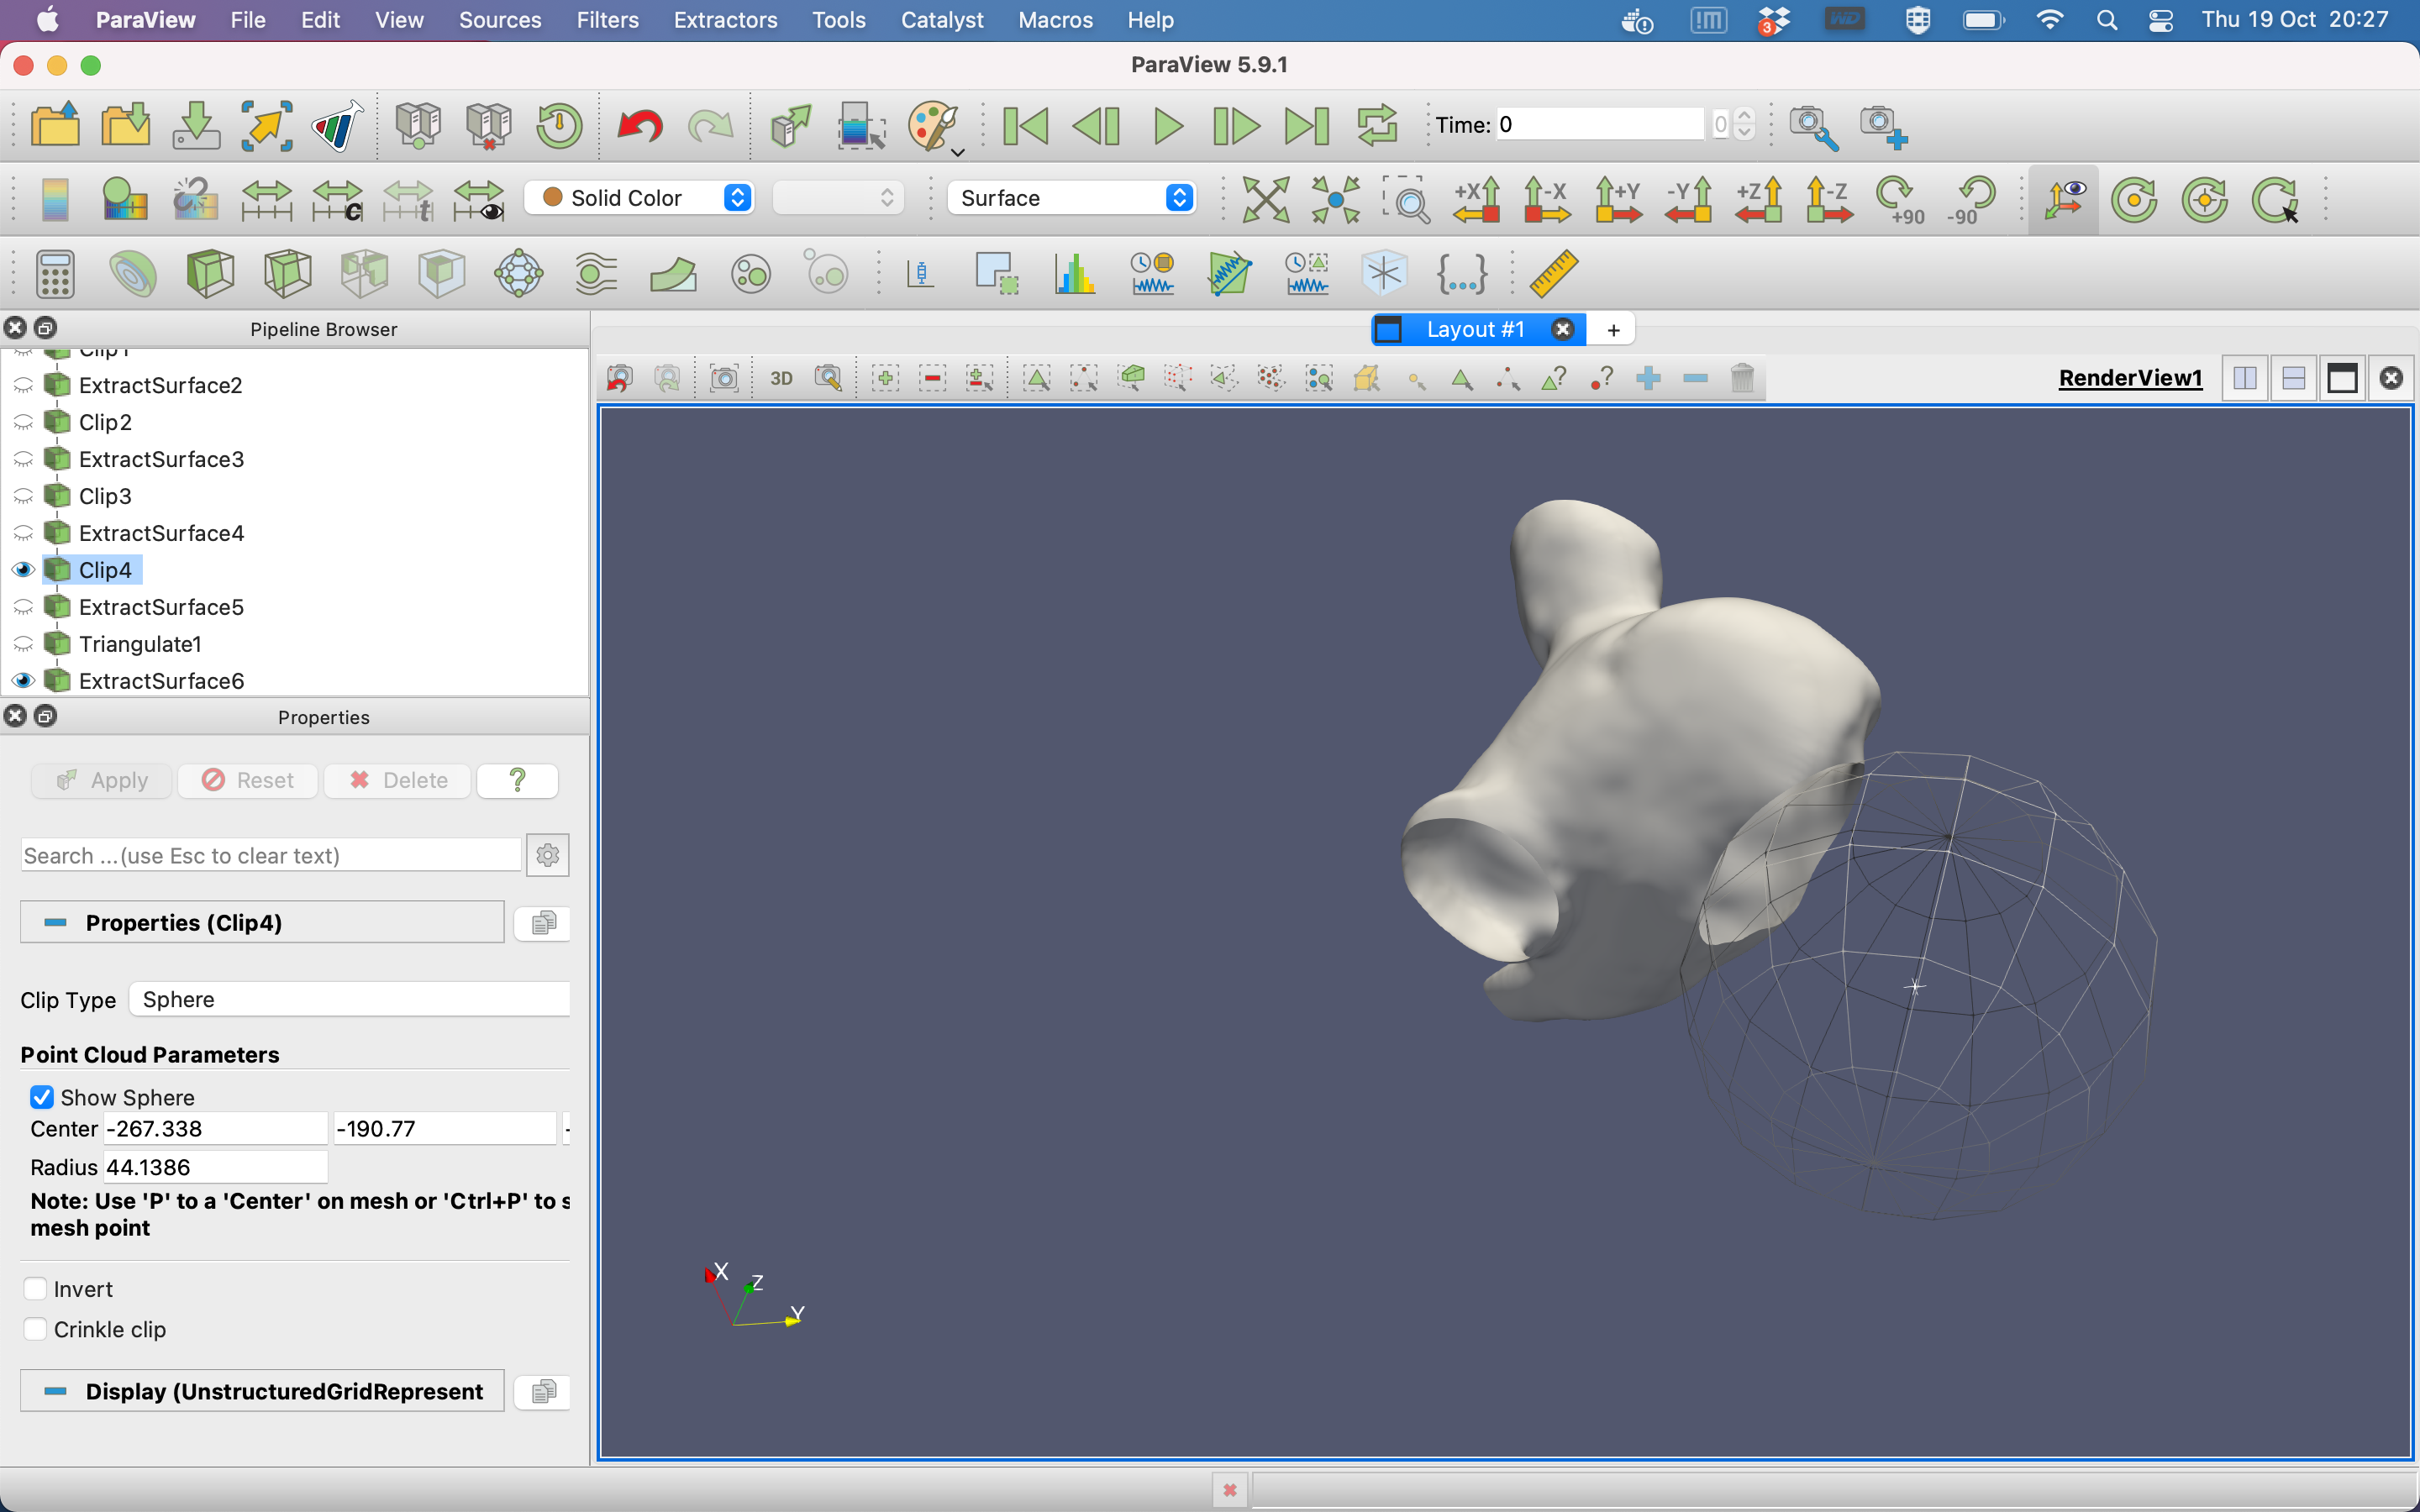 ParaView File Edit View Sources Filters Extractors Tools Catalyst Macros Help
3 WD Thu 19 Oct 20:27
ParaView 5.9.1
Time: 0 0
c t Solid Color Surface +X -X +Y -Y +Z -Z +90 -90
{...}
Pipeline Browser
Layout #1 +
Clip1
3D RenderView1
ExtractSurface2
Clip2
ExtractSurface3
Clip3
ExtractSurface4
Clip4
ExtractSurface5
Triangulate1
ExtractSurface6
Properties
Apply Reset Delete ?
Search ...(use Esc to clear text)
Properties (Clip4)
Clip Type Sphere
Point Cloud Parameters
Show Sphere
Center -267.338 -190.77 -
Radius 44.1386
Note: Use 'P' to a 'Center' on mesh or 'Ctrl+P' to s
mesh point
Invert
Crinkle clip
Display (UnstructuredGridRepresent
X
Z
Y